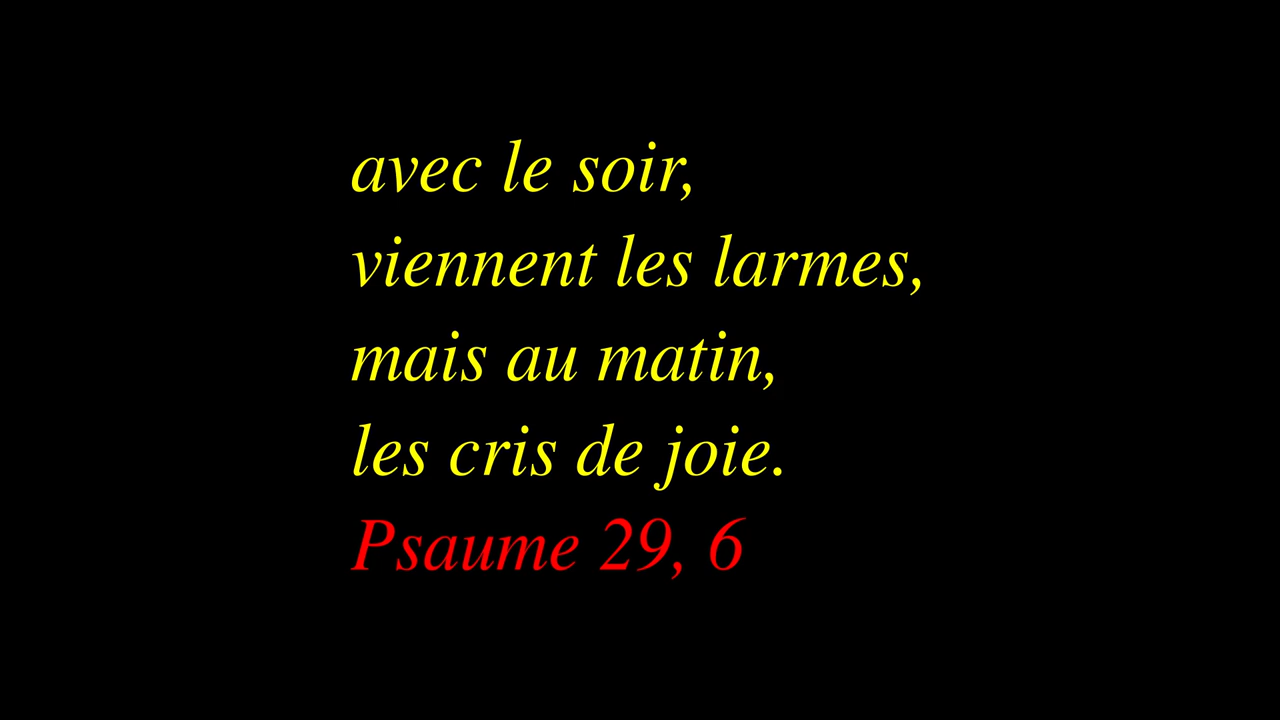 avec le soir,
viennent les larmes,
mais au matin,
les cris de joie.
Psaume 29, 6